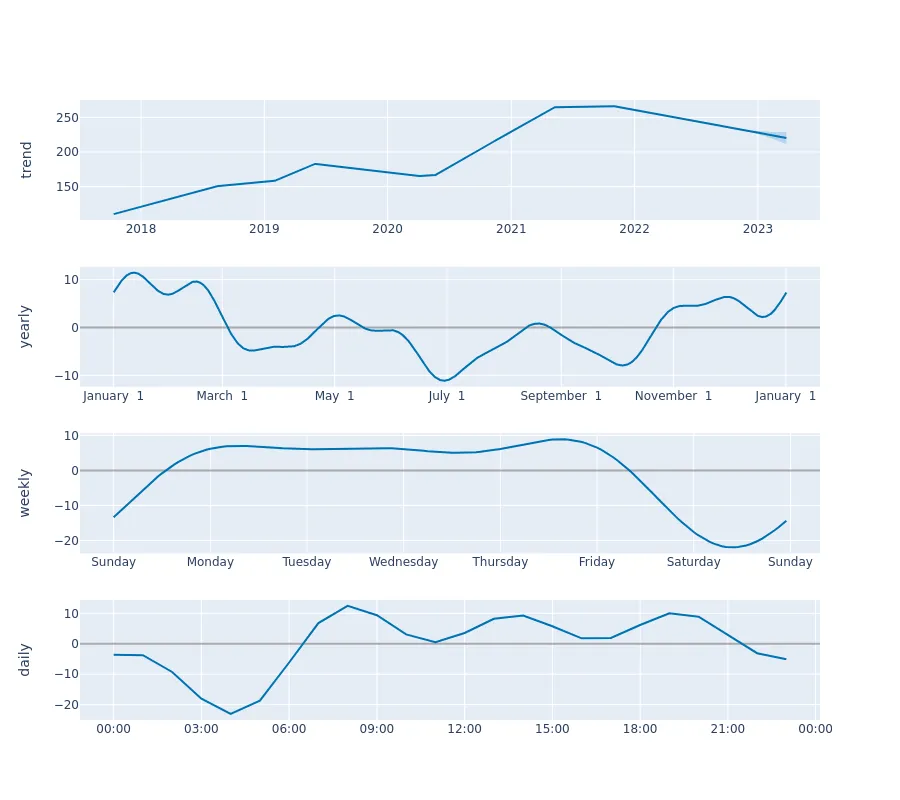 trend
250
200
150
2018 2019 2020 2021 2022 2023
yearly
10
0
−10
January 1 March 1 May 1 July 1 September 1 November 1 January 1
weekly
10
0
−10
−20
Sunday Monday Tuesday Wednesday Thursday Friday Saturday Sunday
daily
10
0
−10
−20
00:00 03:00 06:00 09:00 12:00 15:00 18:00 21:00 00:00